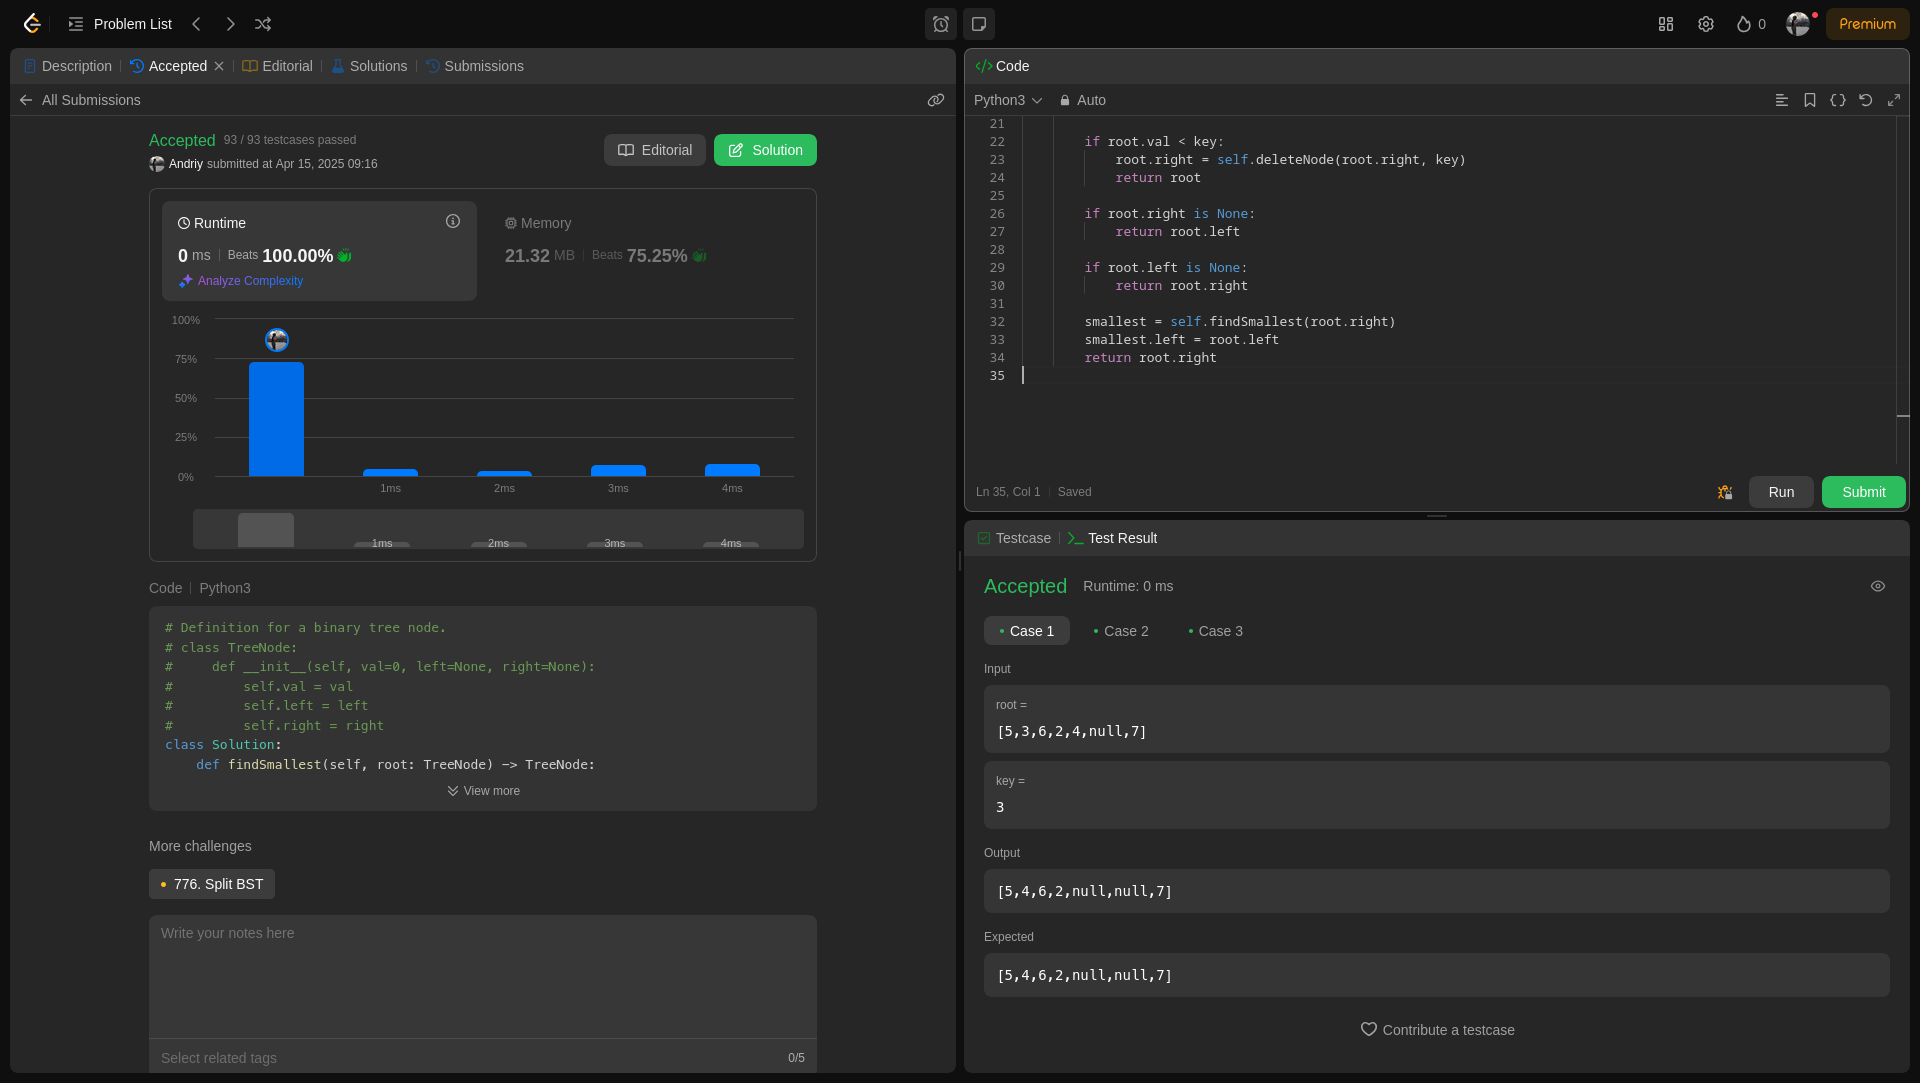 Problem List
0
Premium
Description
Accepted
Editorial
Solutions
Submissions
All Submissions
Accepted 93 / 93 testcases passed
Andriy submitted at Apr 15, 2025 09:16
Editorial
Solution
Runtime
0 ms Beats 100.00%
Analyze Complexity
Memory
21.32 MB Beats 75.25%
100%
75%
50%
25%
0%
1ms
2ms
3ms
4ms
1ms
2ms
3ms
4ms
Code
Python3
# Definition for a binary tree node.
# class TreeNode:
#     def __init__(self, val=0, left=None, right=None):
#         self.val = val
#         self.left = left
#         self.right = right
class Solution:
    def findSmallest(self, root: TreeNode) -> TreeNode:
View more
More challenges
776. Split BST
Write your notes here
Select related tags
0/5
Code
Python3
Auto
21
22         if root.val < key:
23             root.right = self.deleteNode(root.right, key)
24             return root
25
26         if root.right is None:
27             return root.left
28
29         if root.left is None:
30             return root.right
31
32         smallest = self.findSmallest(root.right)
33         smallest.left = root.left
34         return root.right
35
Ln 35, Col 1
Saved
Run
Submit
Testcase
Test Result
Accepted
Runtime: 0 ms
Case 1
Case 2
Case 3
Input
root =
[5,3,6,2,4,null,7]
key =
3
Output
[5,4,6,2,null,null,7]
Expected
[5,4,6,2,null,null,7]
Contribute a testcase